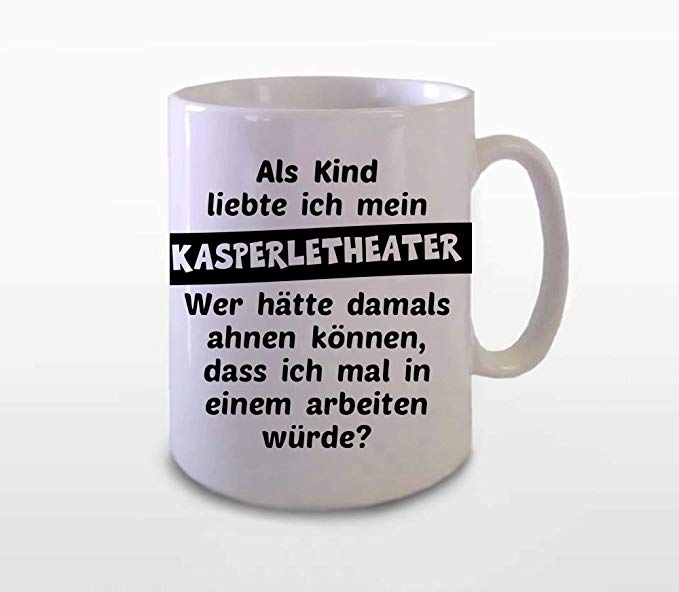 Als Kind
liebte ich mein
KASPERLETHEATER
Wer hätte damals
ahnen können,
dass ich mal in
einem arbeiten
würde?